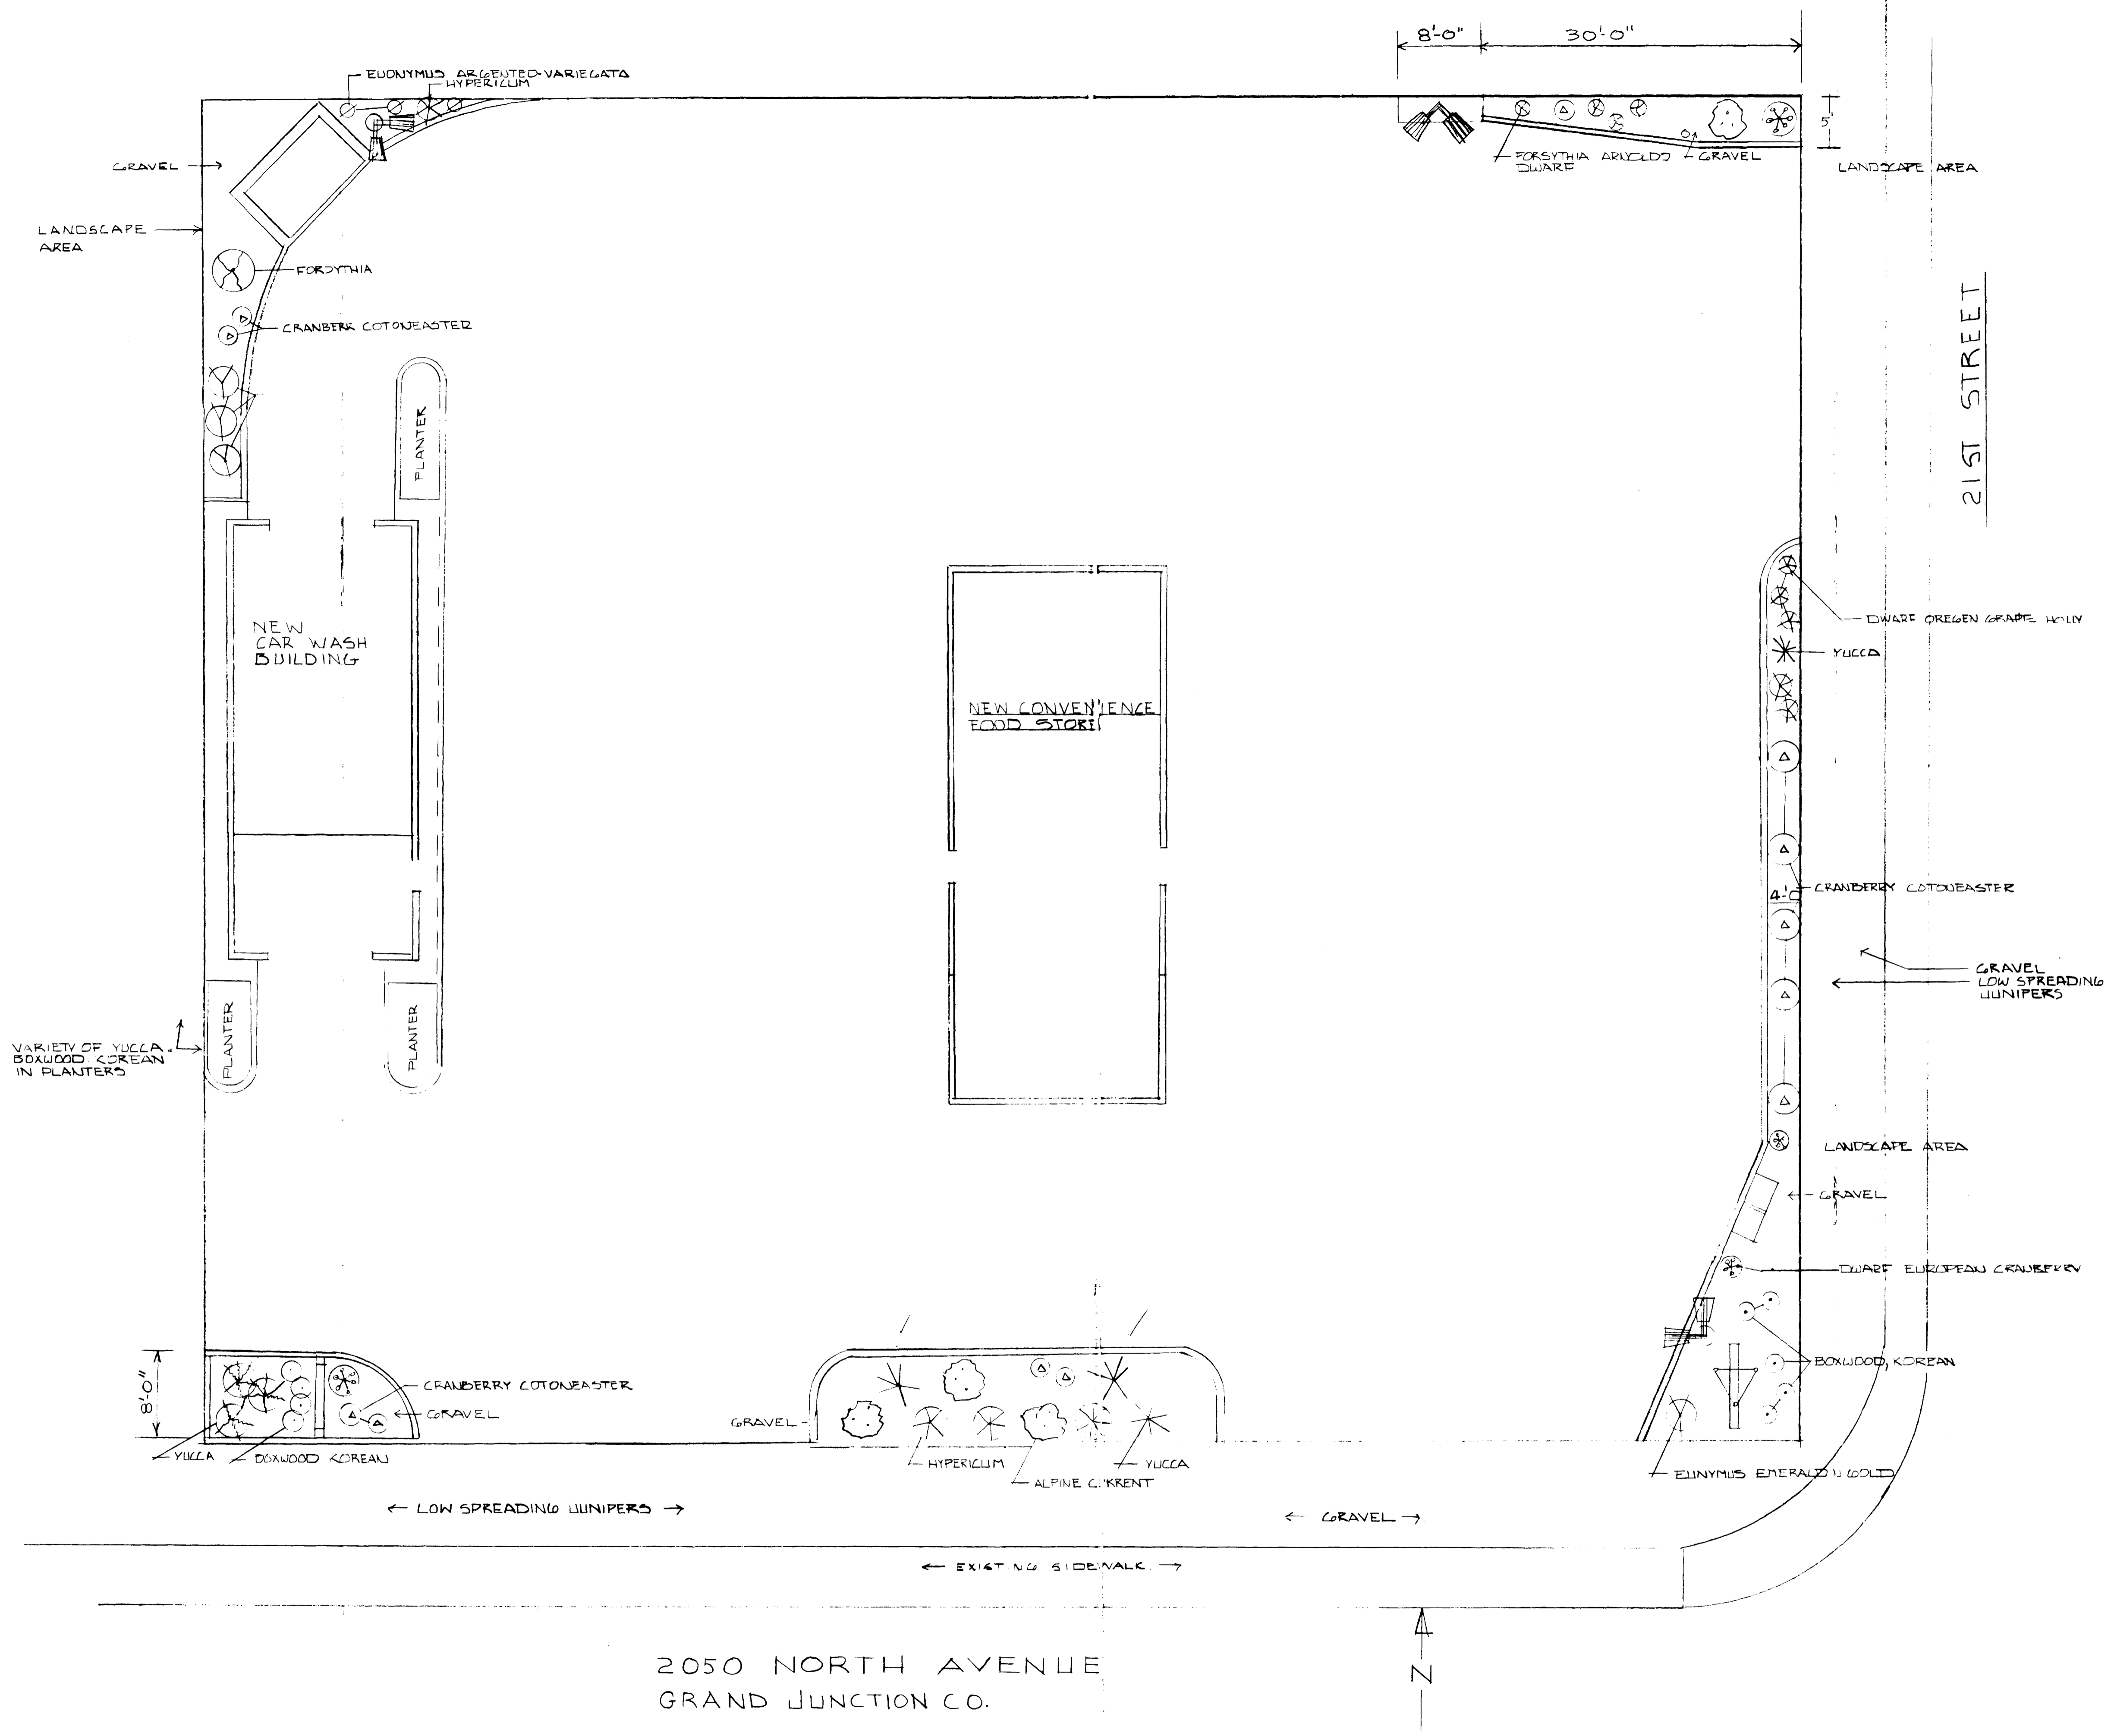 8'-0"
30'-0"
EUONYMUS ARGENTED-VARIEGATA
HYPERICUM
5'
GRAVEL
FORSYTHIA ARNOLDS
DWARF
GRAVEL
LANDSCAPE AREA
LANDSCAPE
AREA
FORSYTHIA
CRANBERR COTONEASTER
21ST STREET
PLANTER
NEW
CAR WASH
BUILDING
DWARF OREGEN GRAPE HOLLY
YUCCA
NEW CONVENIENCE
FOOD STORE
4'-0
CRANBERRY COTONEASTER
GRAVEL
LOW SPREADING
JUNIPERS
PLANTER
PLANTER
VARIETY OF YUCCA
BOXWOOD KOREAN
IN PLANTERS
LANDSCAPE AREA
GRAVEL
DWARF EUROPEAN CRANBERRY
BOXWOOD, KOREAN
8'-0"
CRANBERRY COTONEASTER
GRAVEL
GRAVEL
YUCCA
BOXWOOD KOREAN
HYPERICUM
YUCCA
ALPINE CURRENT
EUNYMUS EMERALD N GOLD
LOW SPREADING JUNIPERS
GRAVEL
EXISTING SIDEWALK
2050 NORTH AVENUE
GRAND JUNCTION CO.
N